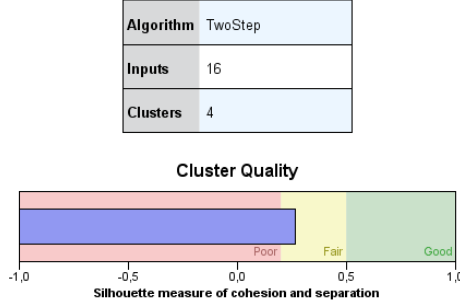 Algorithm TwoStep
Inputs 16
Clusters 4
Cluster Quality
Poor Fair Good
-1,0 -0,5 0,0 0,5 1,0
Silhouette measure of cohesion and separation